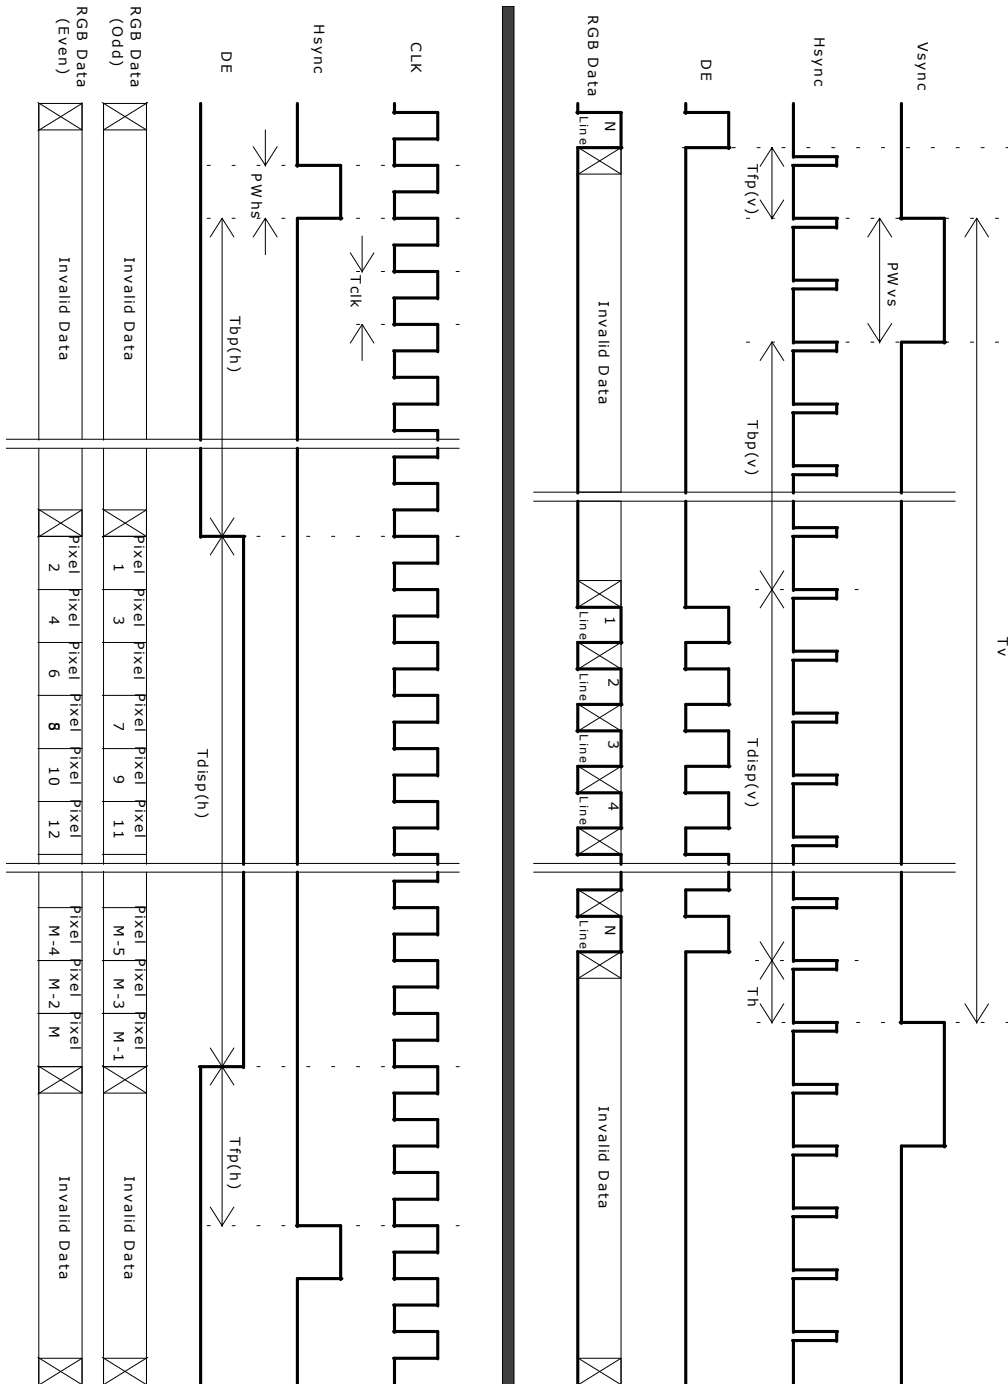 Vsync
Tv
PWvs
Hsync
Tfp(v)
Tbp(v)
Tdisp(v)
Th
DE
RGB Data
Line N
Invalid Data
Line 1
Line 2
Line 3
Line 4
Line N
Invalid Data
CLK
Tclk
Hsync
PWhs
DE
Tbp(h)
Tdisp(h)
Tfp(h)
RGB Data
(Odd)
Invalid Data
Pixel Pixel Pixel Pixel Pixel Pixel
1 3 7 9 11
Pixel Pixel Pixel
M-5 M-3 M-1
Invalid Data
RGB Data
(Even)
Invalid Data
Pixel Pixel Pixel Pixel Pixel Pixel
2 4 6 8 10 12
Pixel Pixel Pixel
M-4 M-2 M
Invalid Data